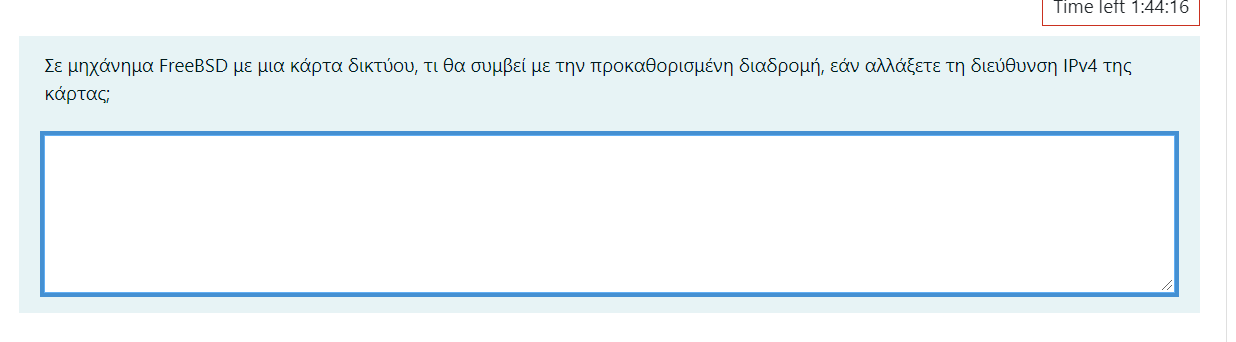 Time left 1:44:16
Σε μηχάνημα FreeBSD με μια κάρτα δικτύου, τι θα συμβεί με την προκαθορισμένη διαδρομή, εάν αλλάξετε τη διεύθυνση IPv4 της
κάρτας;